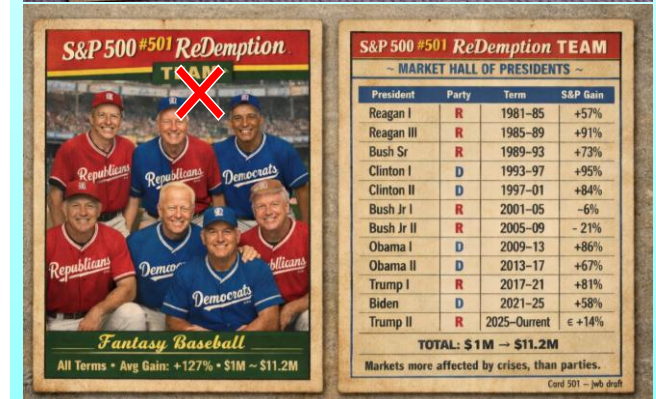 S&P 500 #501 ReDemption
TEAM
Republicans
Republicans
Democrats
Republicans
Democ
Democrats
Republicans
Fantasy Baseball
All Terms • Avg Gain: +127% • $1M ~ $11.2M
S&P 500 #501 ReDemption TEAM
~ MARKET HALL OF PRESIDENTS ~
President Party Term S&P Gain
Reagan I R 1981–85 +57%
Reagan III R 1985–89 +91%
Bush Sr R 1989–93 +73%
Clinton I D 1993–97 +95%
Clinton II D 1997–01 +84%
Bush Jr I R 2001–05 -6%
Bush Jr II R 2005–09 - 21%
Obama I D 2009–13 +86%
Obama II D 2013–17 +67%
Trump I R 2017–21 +81%
Biden D 2021–25 +58%
Trump II R 2025–Ourrent € +14%
TOTAL: $1M → $11.2M
Markets more affected by crises, than parties.
Card 501 – jwb draft